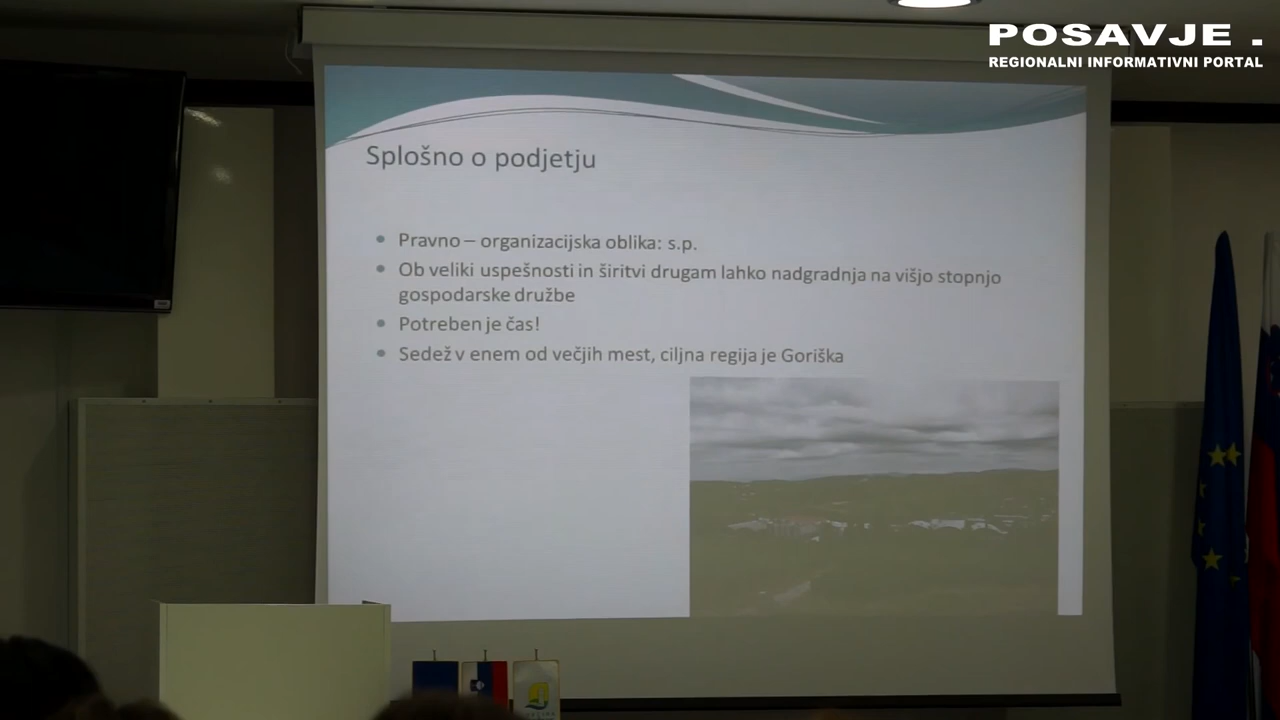 POSAVJE .
REGIONALNI INFORMATIVNI PORTAL
Splošno o podjetju
Pravno – organizacijska oblika: s.p.
Ob veliki uspešnosti in širitvi drugam lahko nadgradnja na višjo stopnjo
gospodarske družbe
Potreben je čas!
Sedež v enem od večjih mest, ciljna regija je Goriška